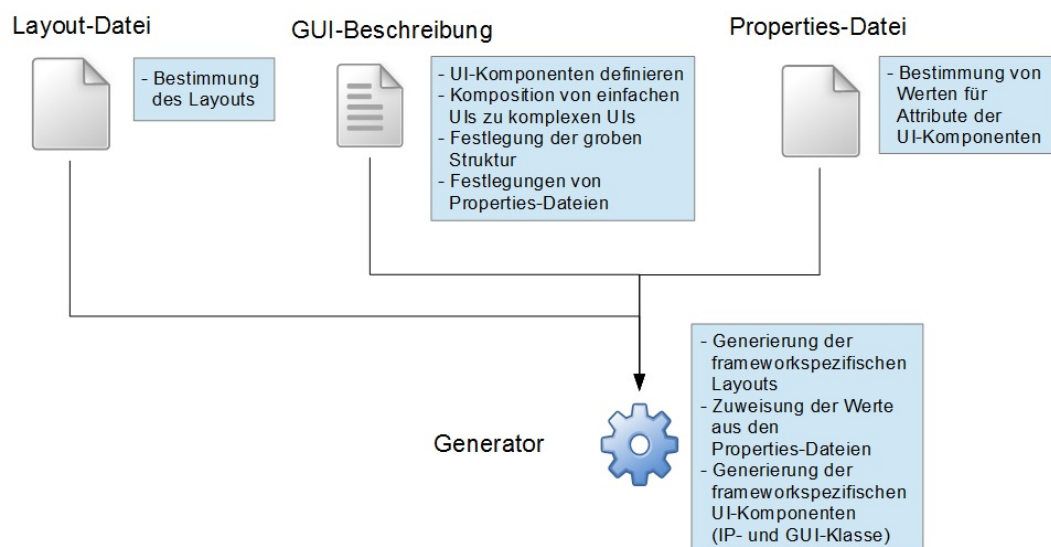 Layout-Datei
- Bestimmung
des Layouts
GUI-Beschreibung
- UI-Komponenten definieren
- Komposition von einfachen
UIs zu komplexen UIs
- Festlegung der groben
Struktur
- Festlegungen von
Properties-Dateien
Properties-Datei
- Bestimmung von
Werten für
Attribute der
UI-Komponenten
Generator
- Generierung der
frameworkspezifischen
Layouts
- Zuweisung der Werte
aus den
Properties-Dateien
- Generierung der
frameworkspezifischen
UI-Komponenten
(IP- und GUI-Klasse)